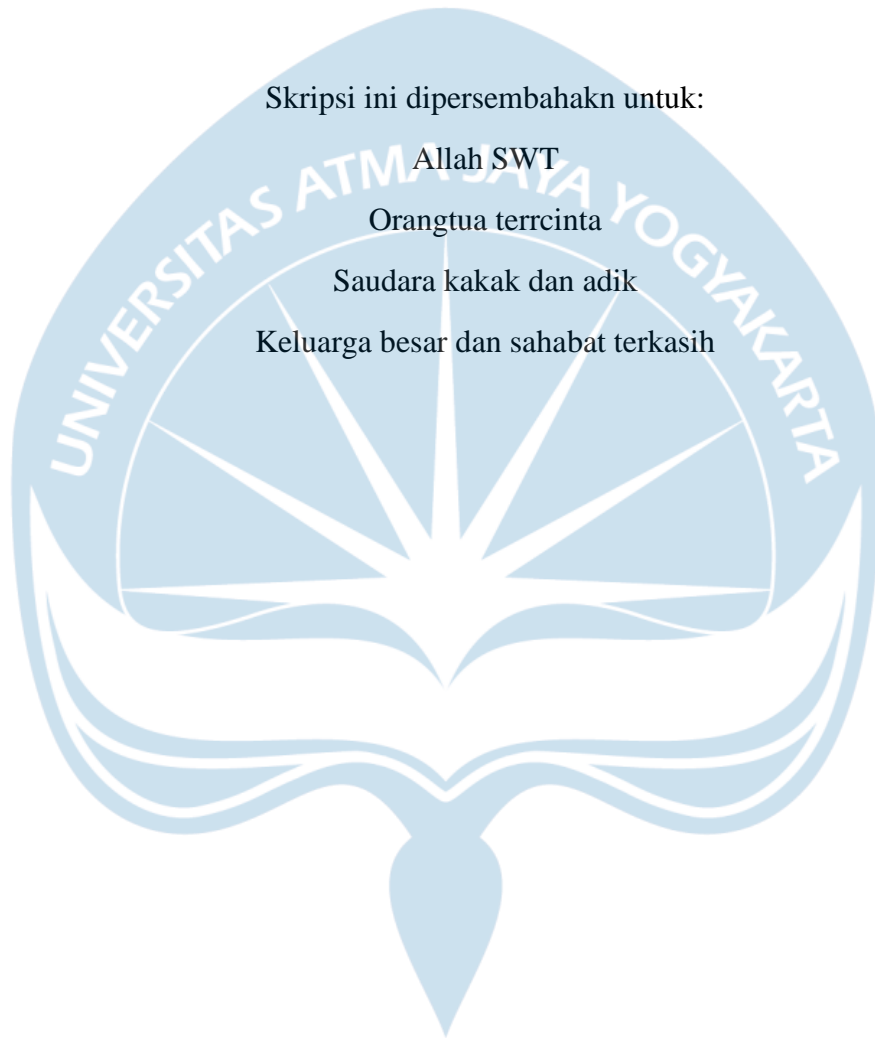 Skripsi ini dipersembahakn untuk:
Allah SWT
UNIVERSITAS ATMA JAYA YOGYAKARTA
Orangtua terrcinta
Saudara kakak dan adik
Keluarga besar dan sahabat terkasih